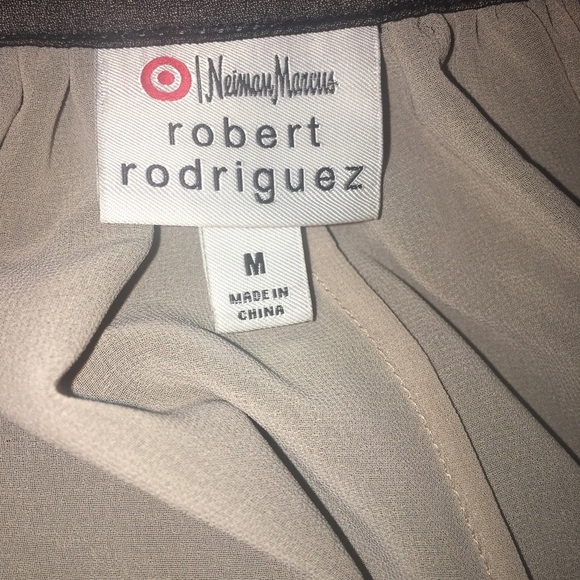 | Neiman Marcus
robert
rodriguez
M
MADE IN
CHINA